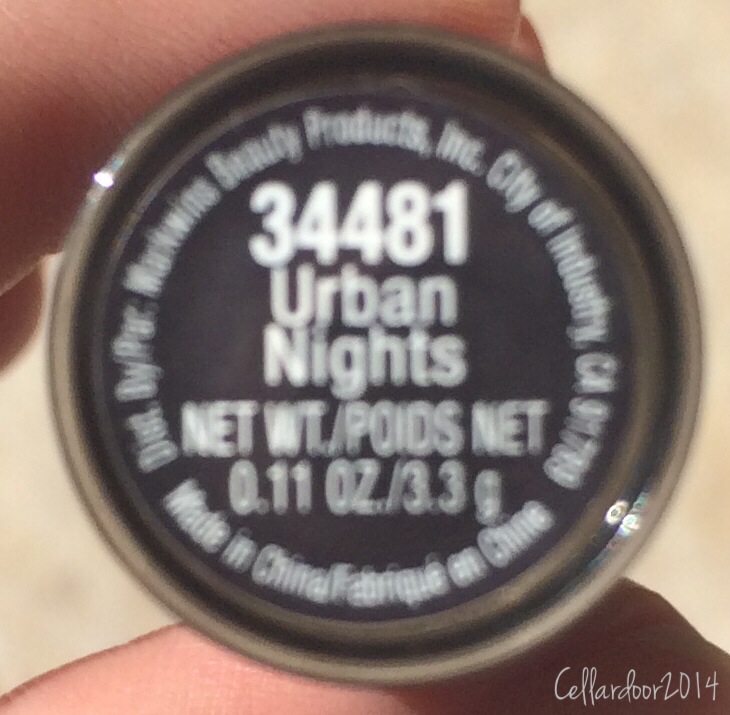 Dist. By/Par: Markwins Beauty Products, Inc. City of Industry, CA 91789
34481
Urban
Nights
NET WT./POIDS NET
0.11 OZ./3.3 g
Made in China/Fabriqué en Chine
Cellardoor2014